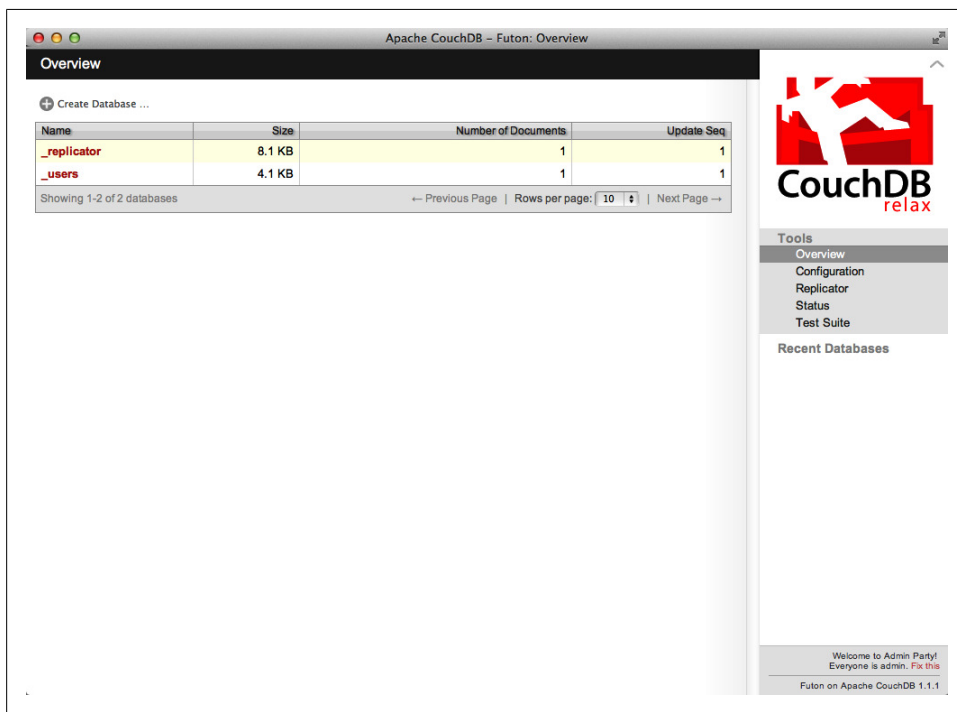 Apache CouchDB – Futon: Overview
Overview
Create Database ...
Name Size Number of Documents Update Seq
_replicator 8.1 KB 1 1
_users 4.1 KB 1 1
Showing 1-2 of 2 databases ← Previous Page | Rows per page: 10 | Next Page →
CouchDB
relax
Tools
Overview
Configuration
Replicator
Status
Test Suite
Recent Databases
Welcome to Admin Party!
Everyone is admin. Fix this
Futon on Apache CouchDB 1.1.1